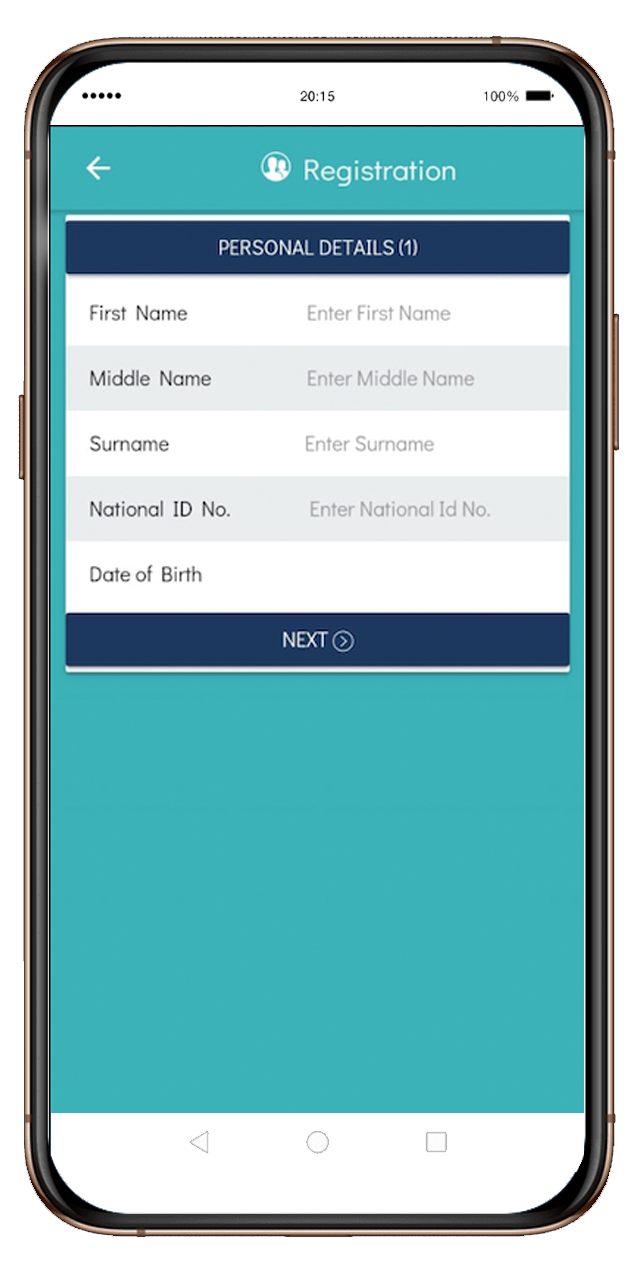 20:15 100%
Registration
PERSONAL DETAILS (1)
First Name Enter First Name
Middle Name Enter Middle Name
Surname Enter Surname
National ID No. Enter National Id No.
Date of Birth
NEXT